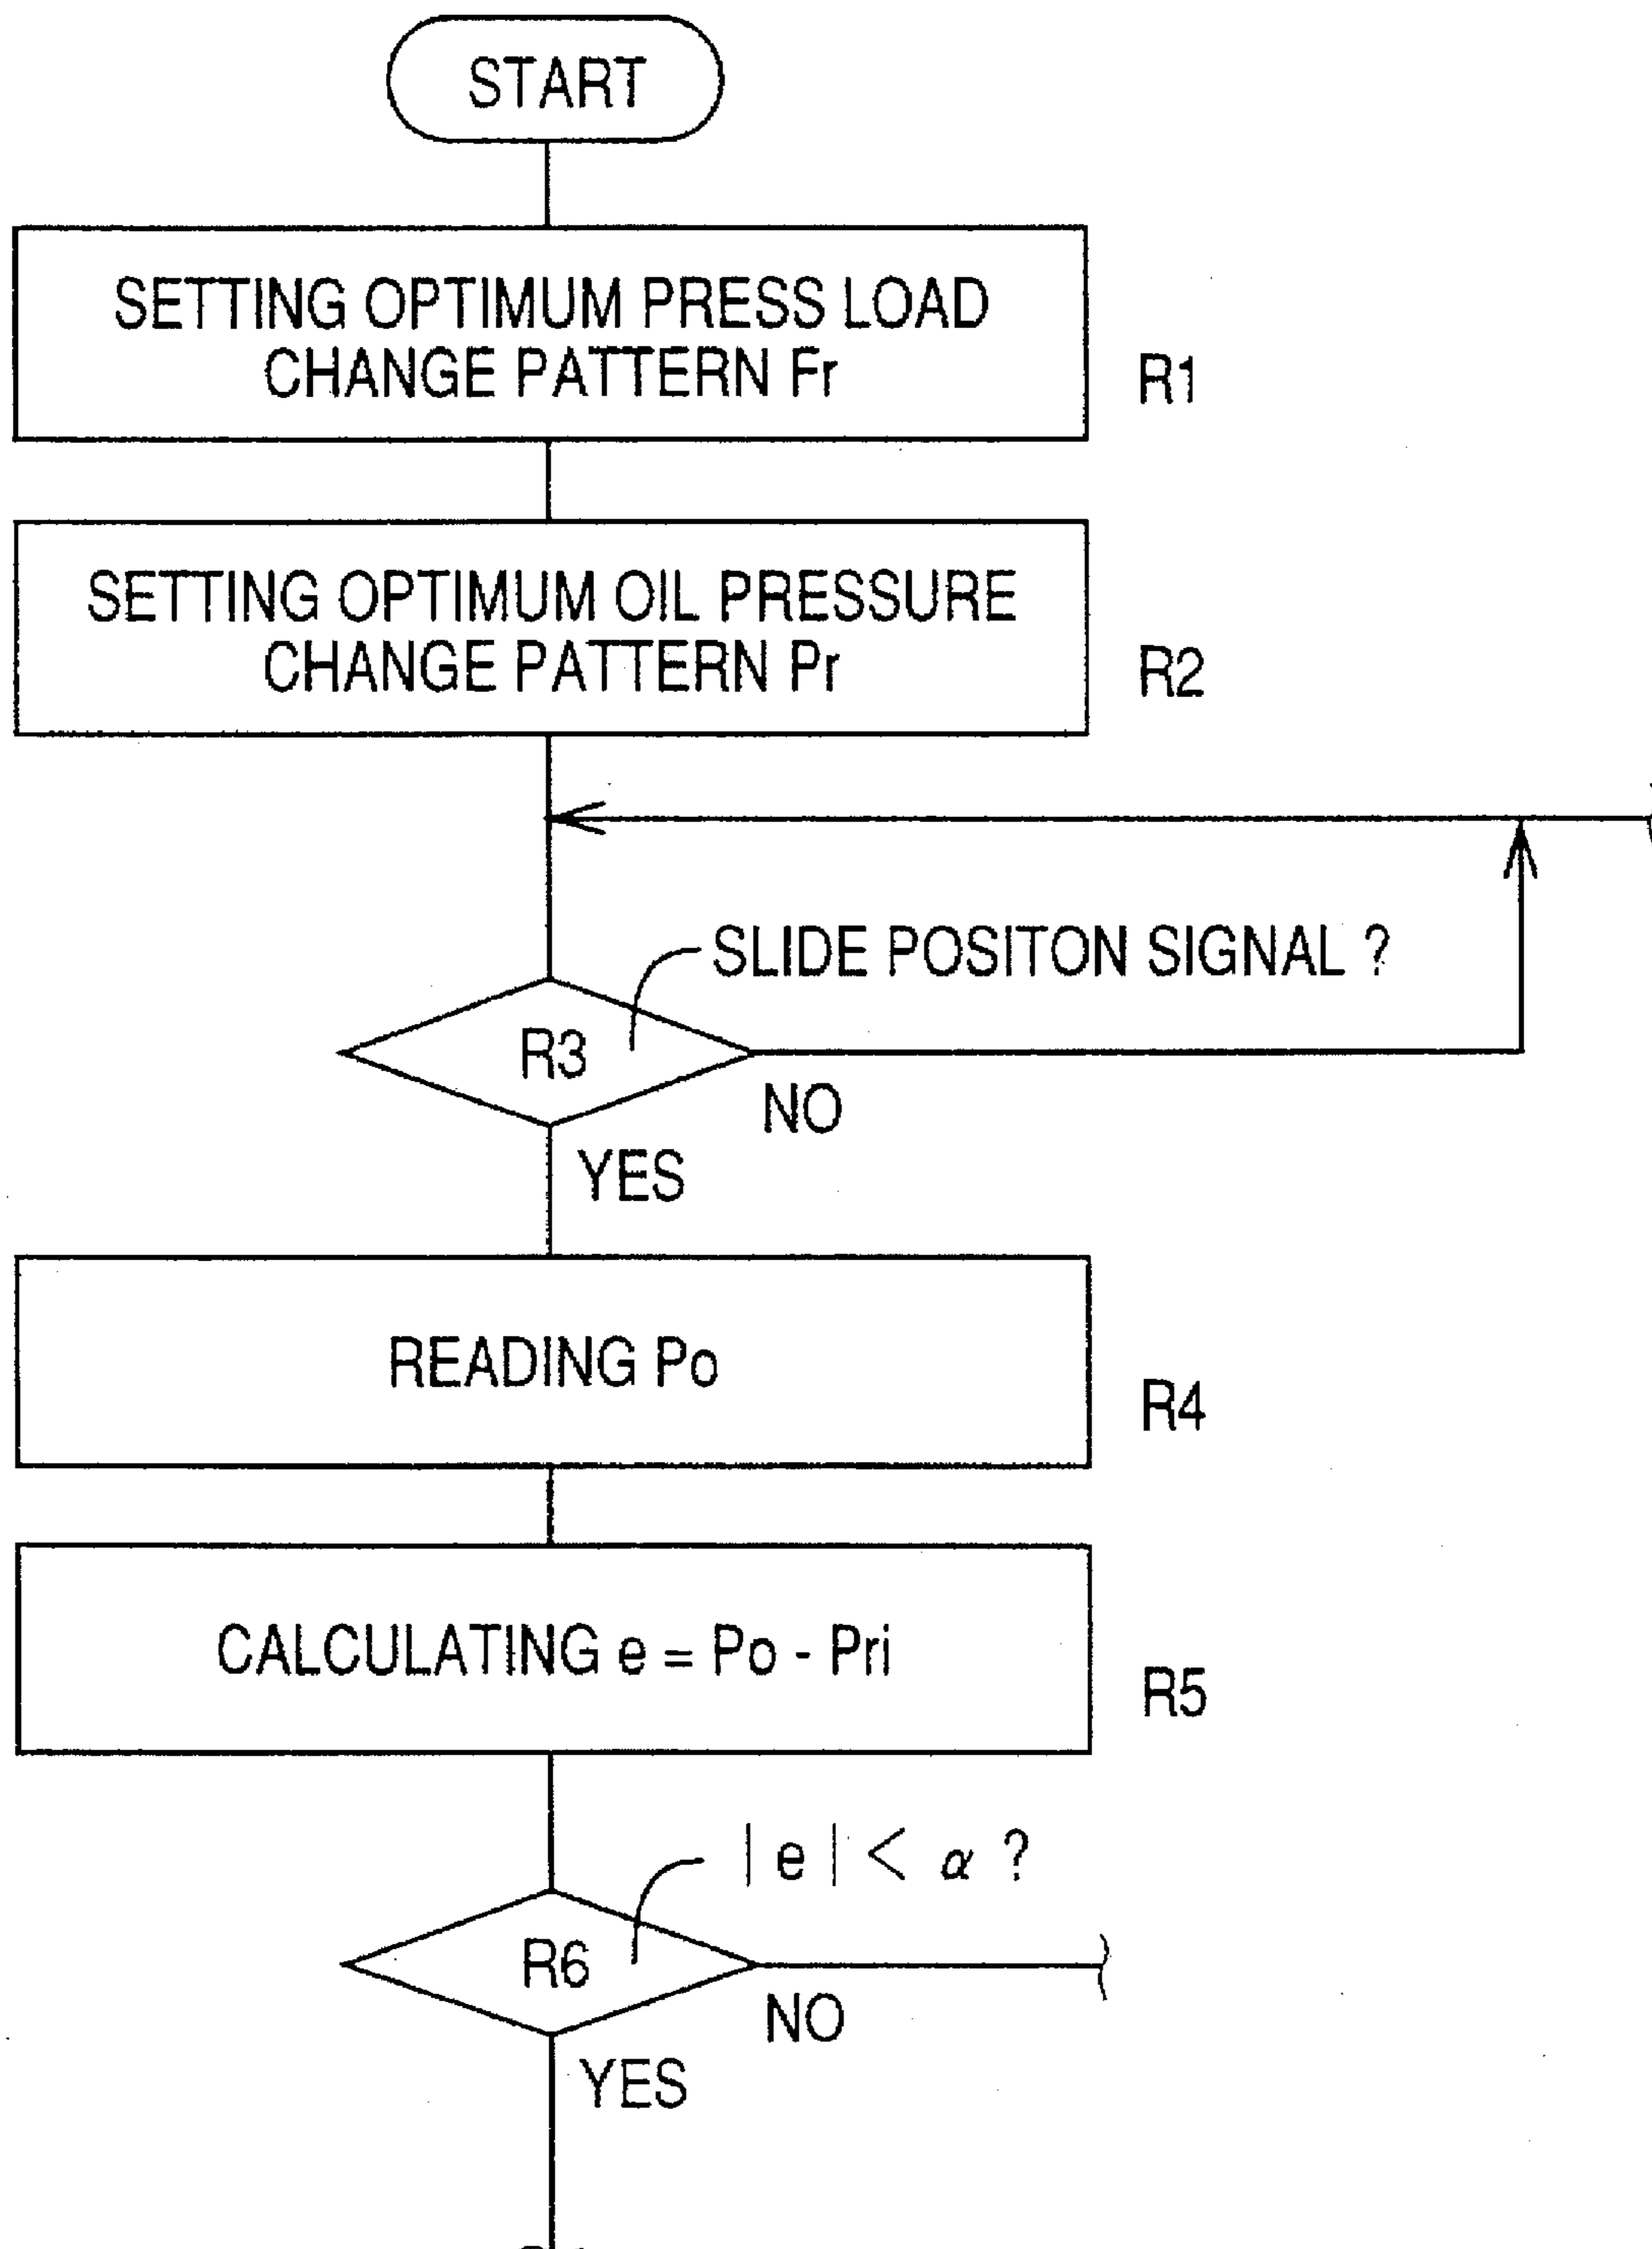 START
SETTING OPTIMUM PRESS LOAD
CHANGE PATTERN Fr
R1
SETTING OPTIMUM OIL PRESSURE
CHANGE PATTERN Pr
R2
SLIDE POSITON SIGNAL ?
R3
NO
YES
READING Po
R4
CALCULATING e = Po - Pri
R5
| e | < α ?
R6
NO
YES